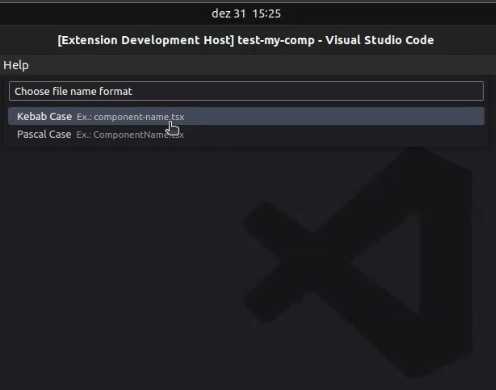 dez 31 15:25
[Extension Development Host] test-my-comp - Visual Studio Code
Help
Choose file name format
Kebab Case Ex.: component-name.tsx
Pascal Case Ex.: ComponentName.tsx